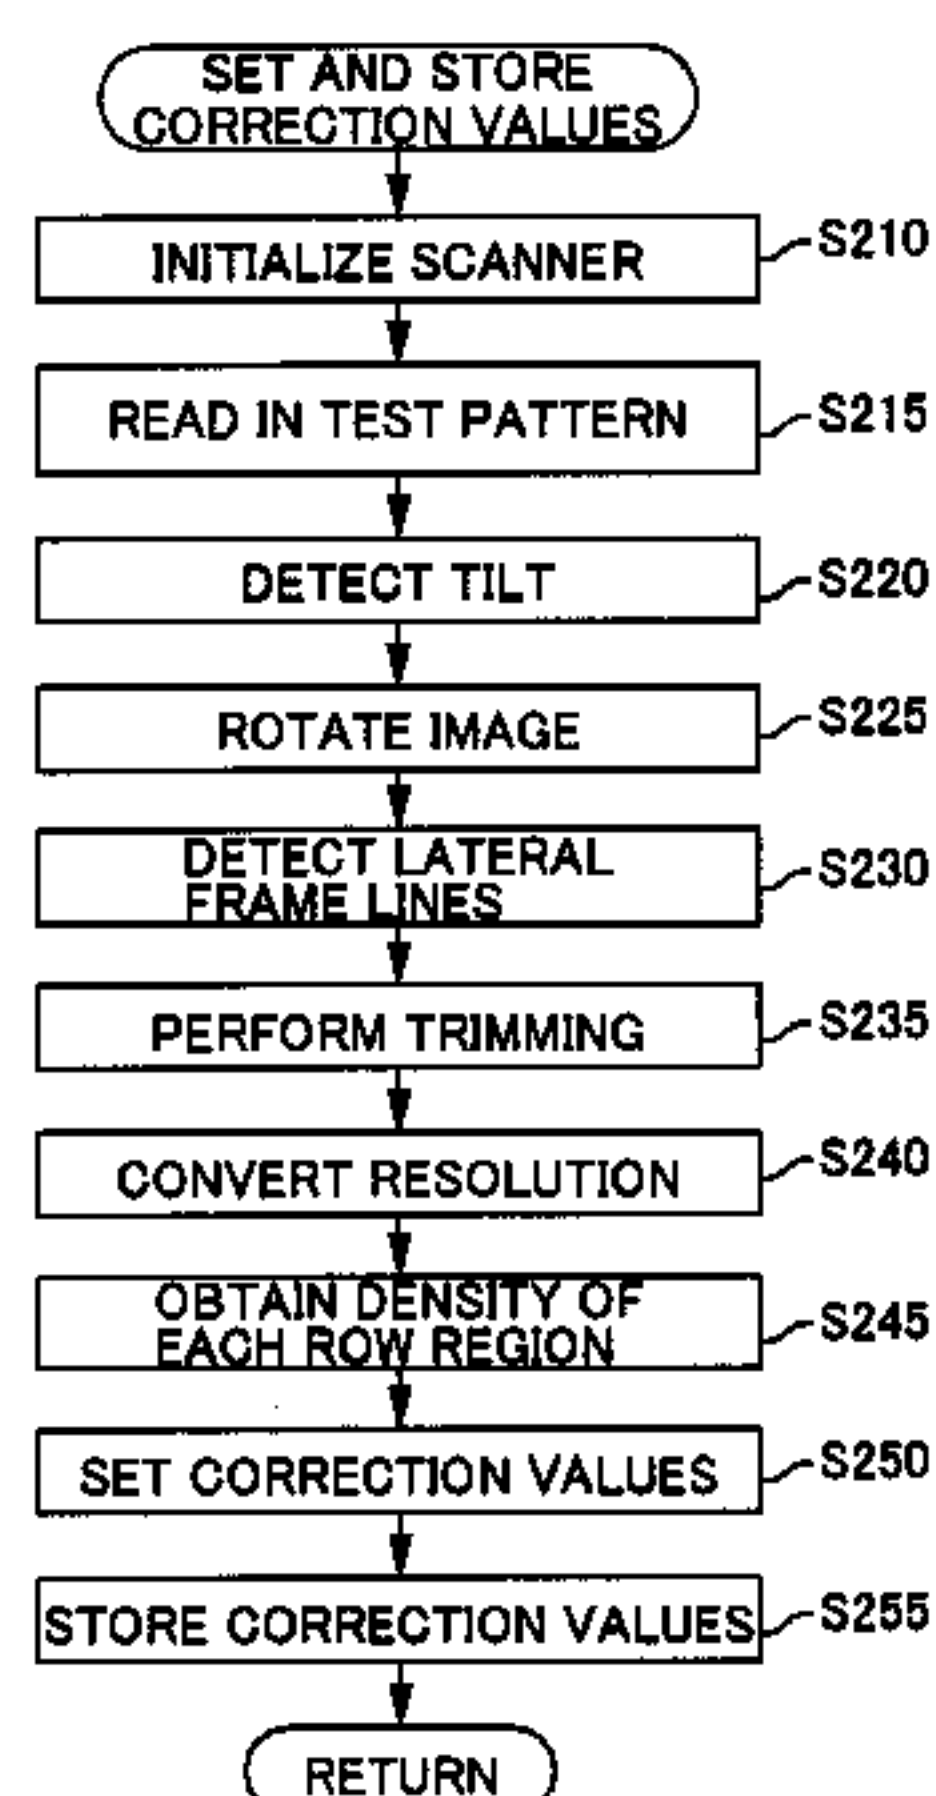 SET AND STORE
CORRECTION VALUES
INITIALIZE SCANNER
S210
READ IN TEST PATTERN
S215
DETECT TILT
S220
ROTATE IMAGE
S225
DETECT LATERAL
FRAME LINES
S230
PERFORM TRIMMING
S235
CONVERT RESOLUTION
S240
OBTAIN DENSITY OF
EACH ROW REGION
S245
SET CORRECTION VALUES
S250
STORE CORRECTION VALUES
S255
RETURN